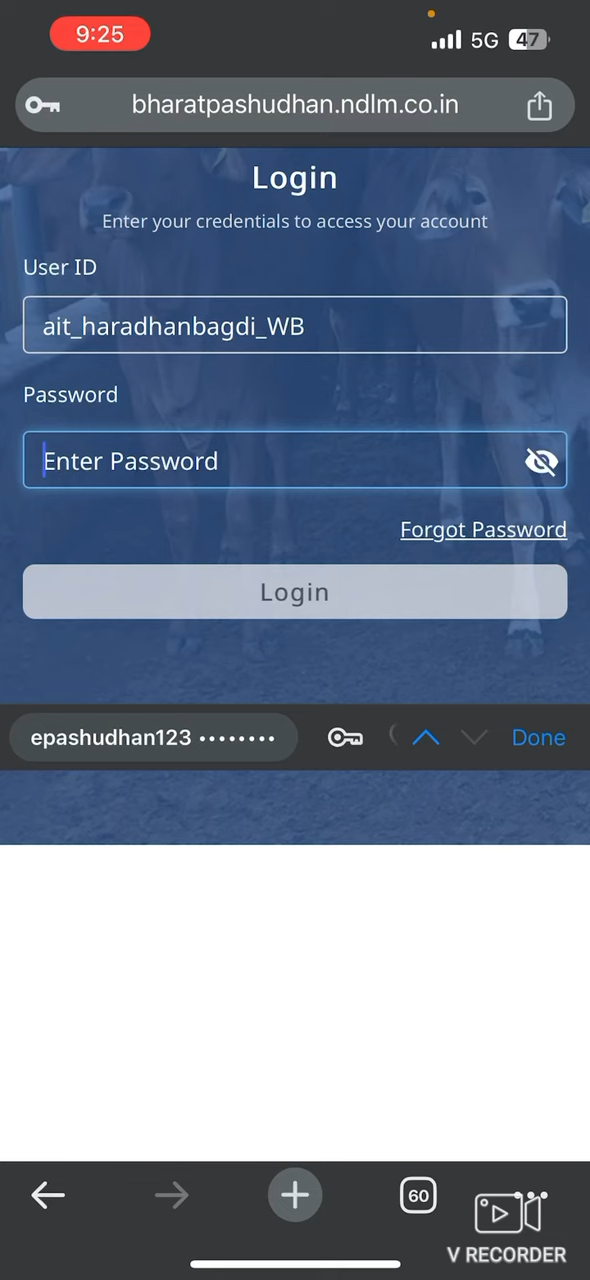 9:25
5G 47
bharatpashudhan.ndlm.co.in
Login
Enter your credentials to access your account
User ID
ait_haradhanbagdi_WB
Password
Enter Password
Forgot Password
Login
epashudhan123 ••••••••
Done
60
V RECORDER